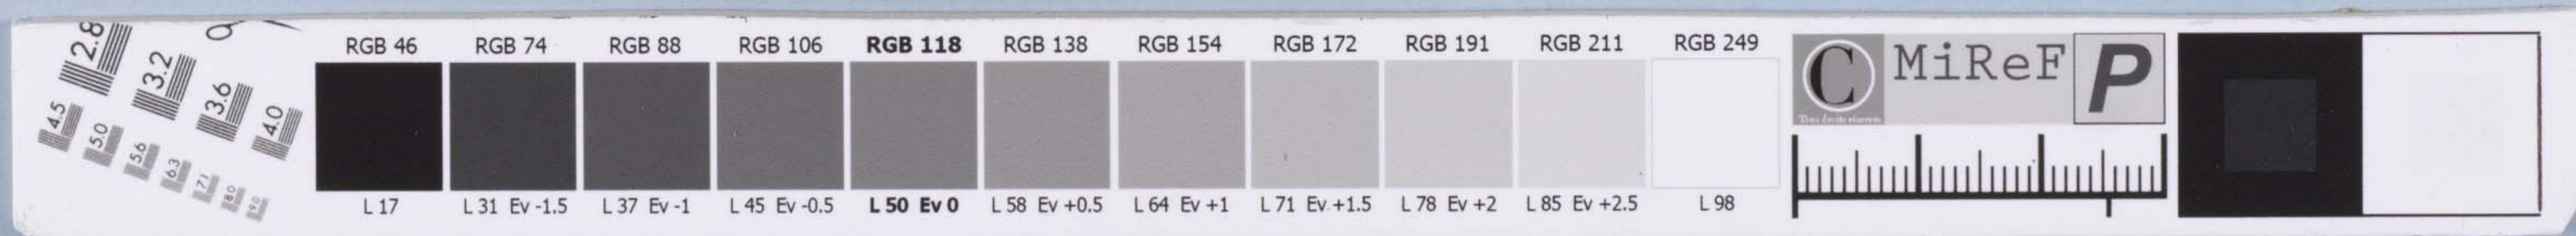 2.8
3.2
3.6
4.0
4.5
5.0
5.6
6.3
7.1
8.0
9.0
RGB 46 RGB 74 RGB 88 RGB 106 RGB 118 RGB 138 RGB 154 RGB 172 RGB 191 RGB 211 RGB 249
L 17 L 31 Ev -1.5 L 37 Ev -1 L 45 Ev -0.5 L 50 Ev 0 L 58 Ev +0.5 L 64 Ev +1 L 71 Ev +1.5 L 78 Ev +2 L 85 Ev +2.5 L 98
C MiReF P
Tous droits réservés